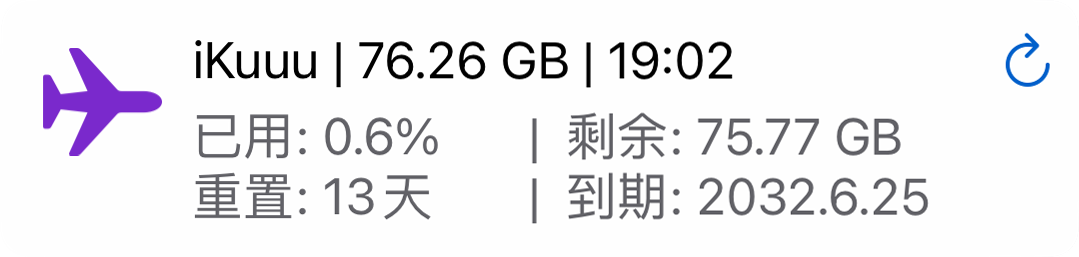 iKuuu | 76.26 GB | 19:02
已用: 0.6% | 剩余: 75.77 GB
重置: 13天 | 到期: 2032.6.25